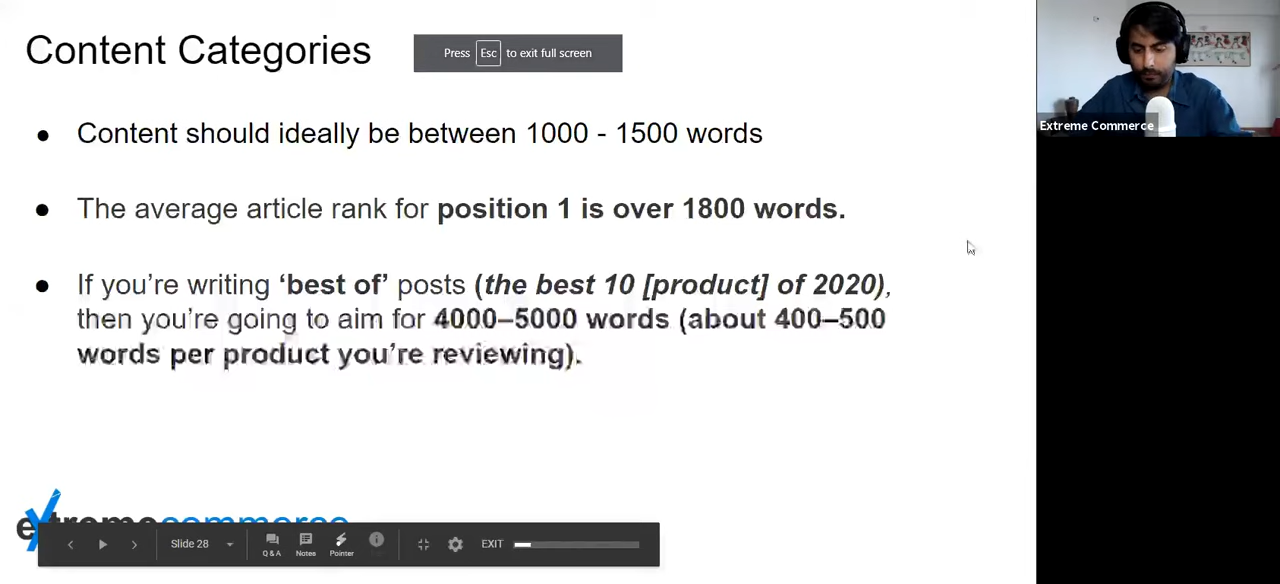 Content Categories
Press Esc to exit full screen
Extreme Commerce
● Content should ideally be between 1000 - 1500 words
● The average article rank for position 1 is over 1800 words.
● If you’re writing ‘best of’ posts (the best 10 [product] of 2020),
then you’re going to aim for 4000–5000 words (about 400–500
words per product you’re reviewing).
extremecommerce
Slide 28
Q & A
Notes
Pointer
EXIT